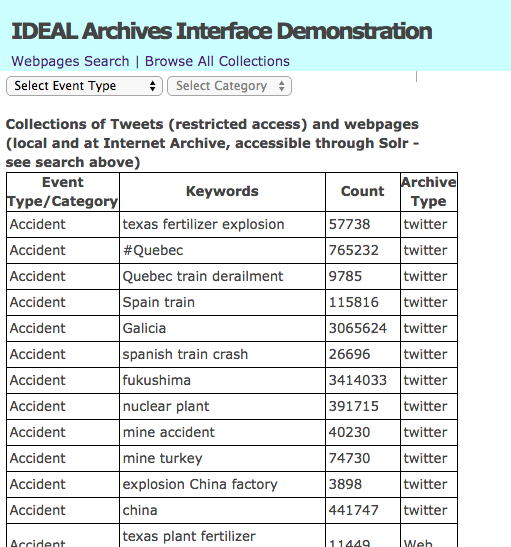 IDEAL Archives Interface Demonstration
Webpages Search | Browse All Collections
Select Event Type Select Category
Collections of Tweets (restricted access) and webpages
(local and at Internet Archive, accessible through Solr -
see search above)
Event Type/Category Keywords Count Archive Type
Accident texas fertilizer explosion 57738 twitter
Accident #Quebec 765232 twitter
Accident Quebec train derailment 9785 twitter
Accident Spain train 115816 twitter
Accident Galicia 3065624 twitter
Accident spanish train crash 26696 twitter
Accident fukushima 3414033 twitter
Accident nuclear plant 391715 twitter
Accident mine accident 40230 twitter
Accident mine turkey 74730 twitter
Accident explosion China factory 3898 twitter
Accident china 441747 twitter
texas plant fertilizer
Accident 11449 Web